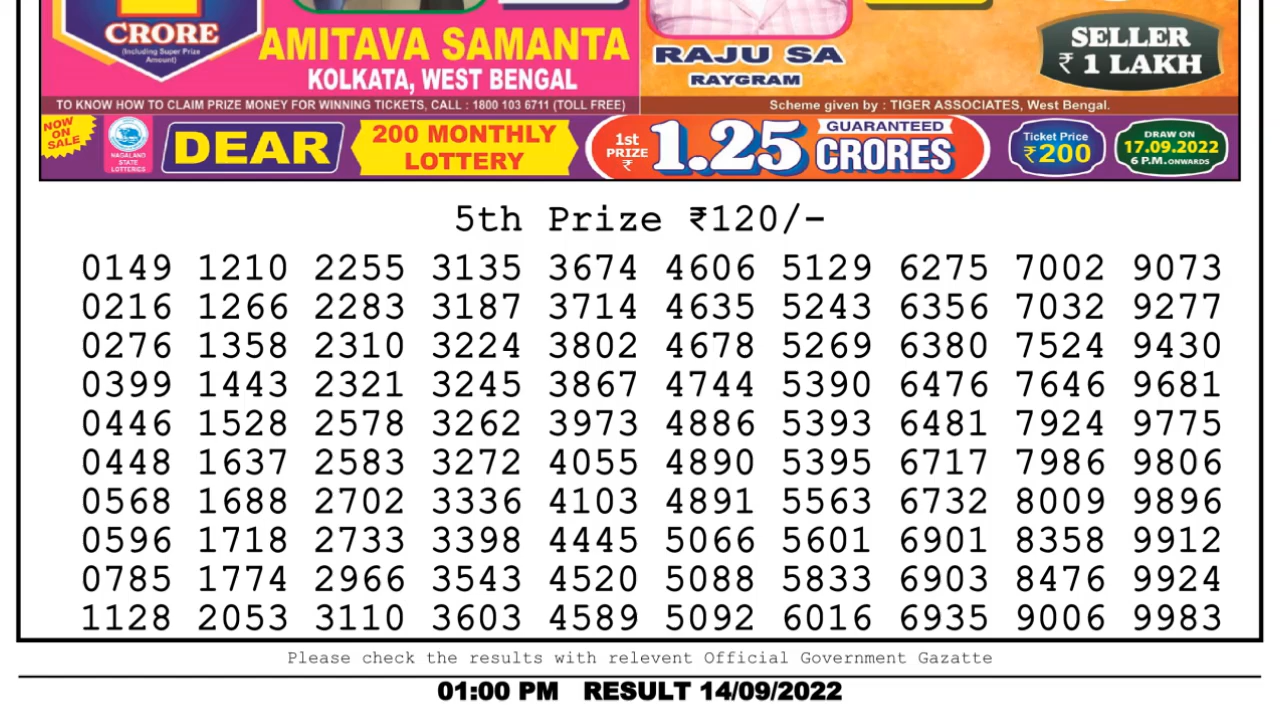 CRORE
(Including Super Prize
Amount)
AMITAVA SAMANTA
KOLKATA, WEST BENGAL
RAJU SA
RAYGRAM
SELLER
₹ 1 LAKH
TO KNOW HOW TO CLAIM PRIZE MONEY FOR WINNING TICKETS, CALL : 1800 103 6711 (TOLL FREE)
Scheme given by : TIGER ASSOCIATES, West Bengal.
NOW
ON
SALE
NAGALAND
STATE
LOTTERIES
DEAR
200 MONTHLY
LOTTERY
1st
PRIZE
₹
1.25
GUARANTEED
CRORES
Ticket Price
₹200
DRAW ON
17.09.2022
6 P.M. ONWARDS
5th Prize ₹120/-
0149 1210 2255 3135 3674 4606 5129 6275 7002 9073
0216 1266 2283 3187 3714 4635 5243 6356 7032 9277
0276 1358 2310 3224 3802 4678 5269 6380 7524 9430
0399 1443 2321 3245 3867 4744 5390 6476 7646 9681
0446 1528 2578 3262 3973 4886 5393 6481 7924 9775
0448 1637 2583 3272 4055 4890 5395 6717 7986 9806
0568 1688 2702 3336 4103 4891 5563 6732 8009 9896
0596 1718 2733 3398 4445 5066 5601 6901 8358 9912
0785 1774 2966 3543 4520 5088 5833 6903 8476 9924
1128 2053 3110 3603 4589 5092 6016 6935 9006 9983
Please check the results with relevent Official Government Gazatte
01:00 PM RESULT 14/09/2022